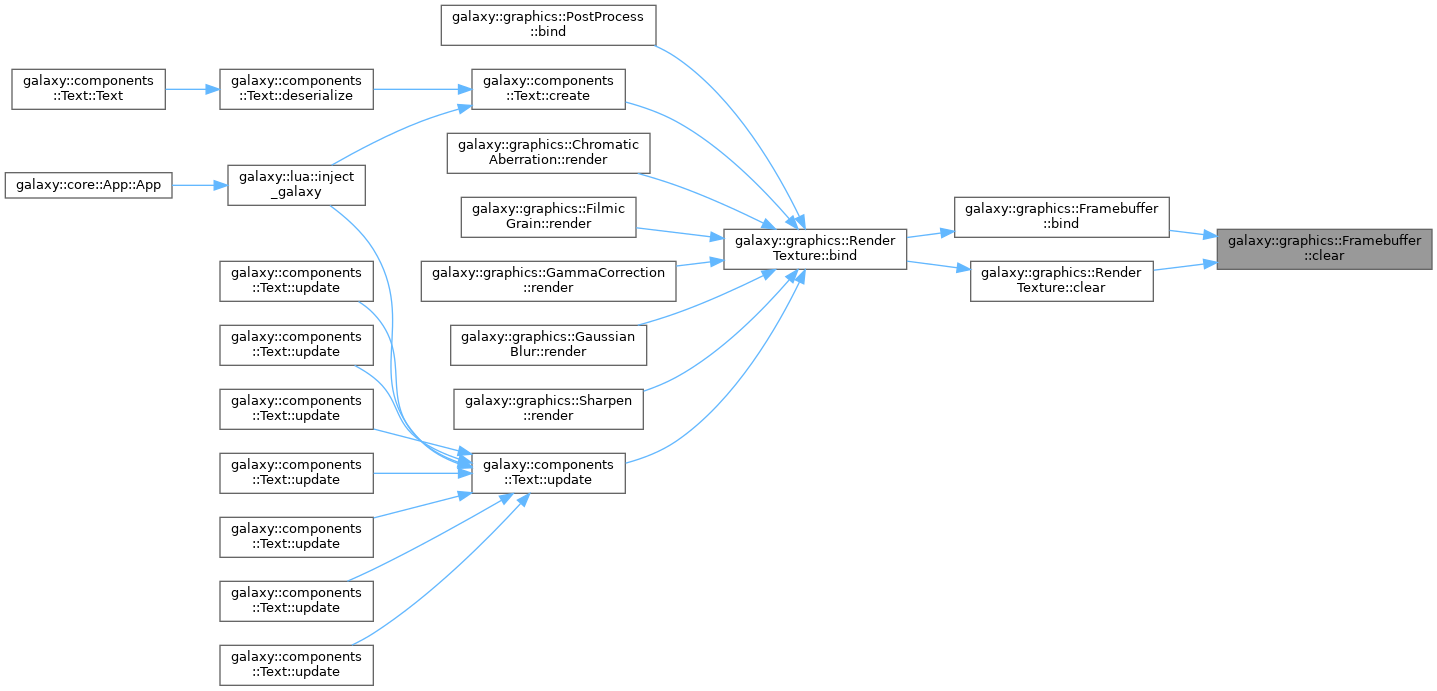 galaxy::graphics::PostProcess
::bind
galaxy::components
::Text::Text
galaxy::components
::Text::deserialize
galaxy::components
::Text::create
galaxy::graphics::Chromatic
Aberration::render
galaxy::core::App::App
galaxy::lua::inject
_galaxy
galaxy::graphics::Filmic
Grain::render
galaxy::graphics::Framebuffer
::bind
galaxy::graphics::Render
Texture::bind
galaxy::graphics::Framebuffer
::clear
galaxy::components
::Text::update
galaxy::graphics::GammaCorrection
::render
galaxy::graphics::Render
Texture::clear
galaxy::components
::Text::update
galaxy::graphics::Gaussian
Blur::render
galaxy::components
::Text::update
galaxy::graphics::Sharpen
::render
galaxy::components
::Text::update
galaxy::components
::Text::update
galaxy::components
::Text::update
galaxy::components
::Text::update
galaxy::components
::Text::update